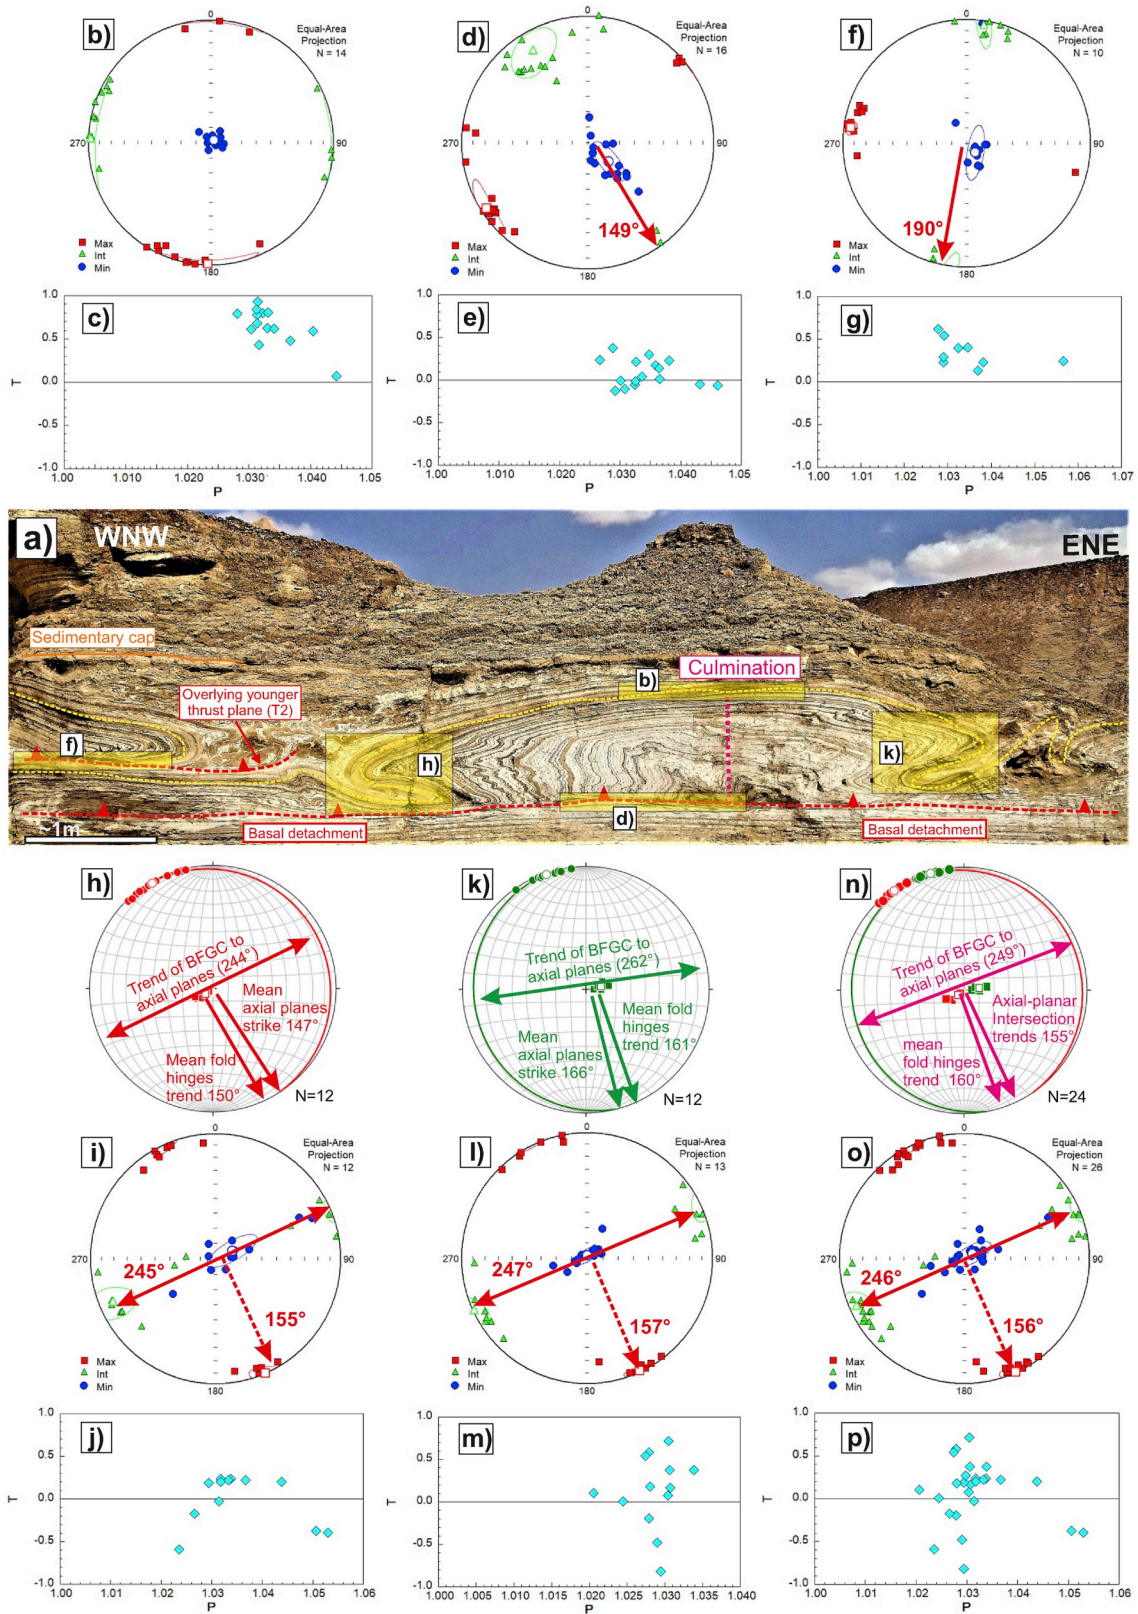 b)
Equal-Area
Projection
N = 14
0
270
90
180
Max
Int
Min
d)
Equal-Area
Projection
N = 16
0
270
90
180
149°
Max
Int
Min
f)
Equal-Area
Projection
N = 10
0
270
90
180
190°
Max
Int
Min
c)
1.0
0.5
0.0
-0.5
-1.0
T
1.00 1.010 1.020 1.030 1.040 1.05
P
e)
1.0
0.5
0.0
-0.5
-1.0
T
1.00 1.010 1.020 1.030 1.040 1.05
P
g)
1.0
0.5
0.0
-0.5
-1.0
T
1.00 1.01 1.02 1.03 1.04 1.05 1.06 1.07
P
a)
WNW
ENE
Sedimentary cap
Culmination
b)
Overlying younger
thrust plane (T2)
f)
h)
k)
d)
~1m
Basal detachment
Basal detachment
h)
Trend of BFGC to
axial planes (244°)
Mean
axial planes
strike 147°
Mean fold
hinges
trend 150°
N=12
k)
Trend of BFGC to
axial planes (262°)
Mean fold
hinges
trend 161°
Mean
axial planes
strike 166°
N=12
n)
Trend of BFGC to
axial planes (249°)
Axial-planar
Intersection
trends 155°
mean
fold hinges
trend 160°
N=24
i)
Equal-Area
Projection
N = 12
0
270
90
180
245°
155°
Max
Int
Min
l)
Equal-Area
Projection
N = 13
0
270
90
180
247°
157°
Max
Int
Min
o)
Equal-Area
Projection
N = 26
0
270
90
180
246°
156°
Max
Int
Min
j)
1.0
0.5
0.0
-0.5
-1.0
T
1.00 1.01 1.02 1.03 1.04 1.05 1.06
P
m)
1.0
0.5
0.0
-0.5
-1.0
T
1.00 1.005 1.010 1.015 1.020 1.025 1.030 1.035 1.040
P
p)
1.0
0.5
0.0
-0.5
-1.0
T
1.00 1.01 1.02 1.03 1.04 1.05 1.06
P